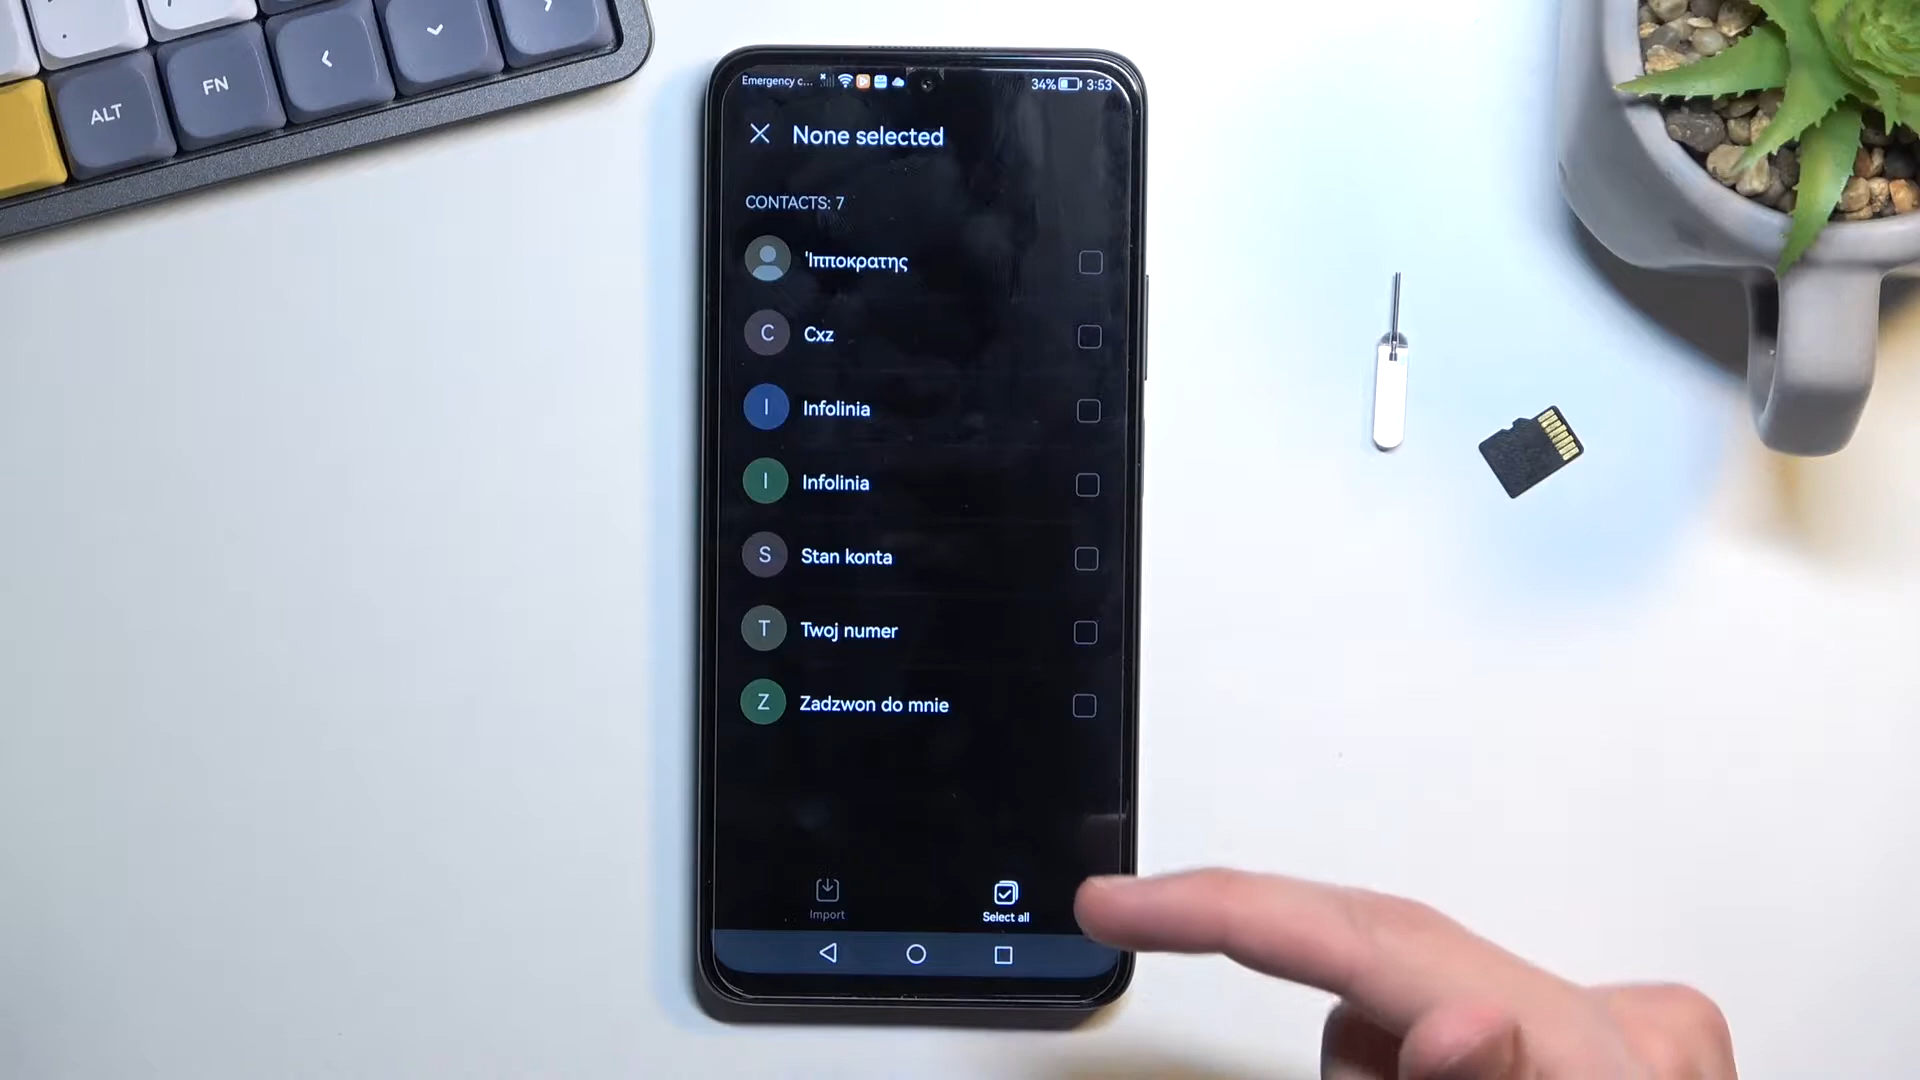 ALT
FN
Emergency c...
34% 3:53
None selected
CONTACTS: 7
'Ιπποκρατης
C Cxz
I Infolinia
I Infolinia
S Stan konta
T Twoj numer
Z Zadzwon do mnie
Import
Select all